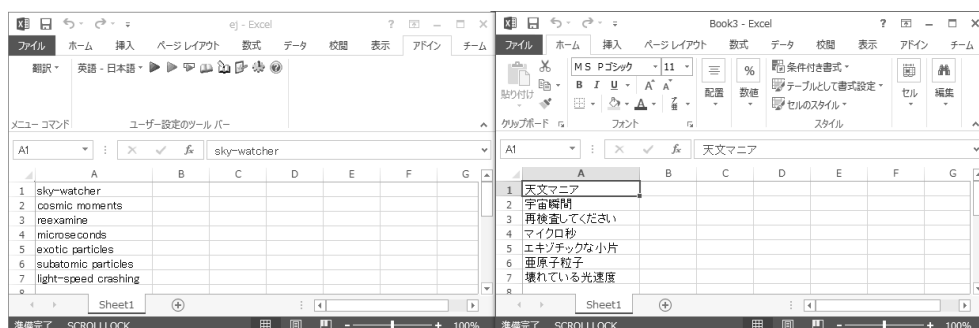 ej - Excel
ファイル ホーム 挿入 ページ レイアウト 数式 データ 校閲 表示 アドイン チーム
翻訳 英語 - 日本語
メニュー コマンド ユーザー設定のツール バー
A1 fx sky-watcher
A B C D E F G
1 sky-watcher
2 cosmic moments
3 reexamine
4 microseconds
5 exotic particles
6 subatomic particles
7 light-speed crashing
8
Sheet1
準備完了 SCROLL LOCK 100%
Book3 - Excel
ファイル ホーム 挿入 ページ レイアウト 数式 データ 校閲 表示 アドイン チーム
貼り付け
MS Pゴシック 11
B I U
A A
配置
% 数値
条件付き書式
テーブルとして書式設定
セルのスタイル
セル
編集
クリップボード フォント スタイル
A1 fx 天文マニア
A B C D E F G
1 天文マニア
2 宇宙瞬間
3 再検査してください
4 マイクロ秒
5 エキゾチックな小片
6 亜原子粒子
7 壊れている光速度
8
Sheet1
準備完了 SCROLL LOCK 100%